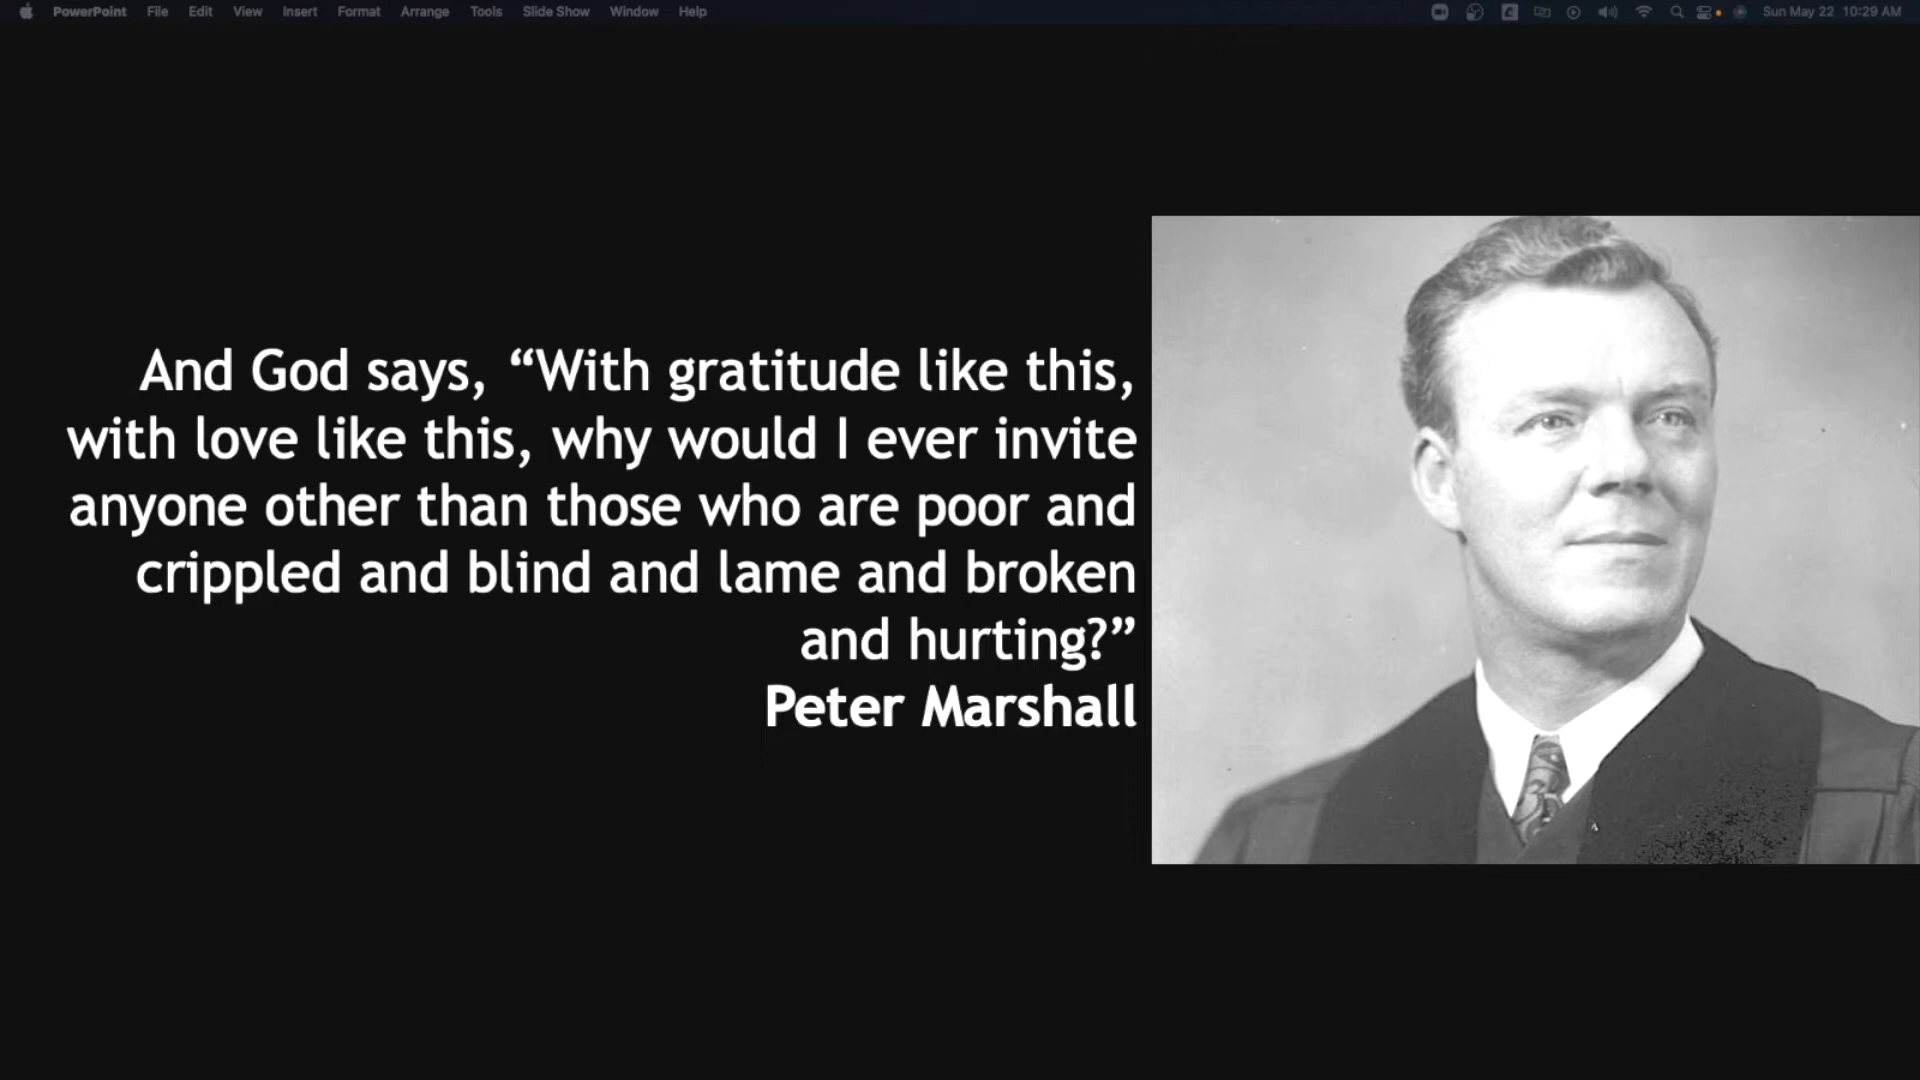 PowerPoint File Edit View Insert Format Arrange Tools Slide Show Window Help Sun May 22 10:29 AM
And God says, “With gratitude like this,
with love like this, why would I ever invite
anyone other than those who are poor and
crippled and blind and lame and broken
and hurting?”
Peter Marshall